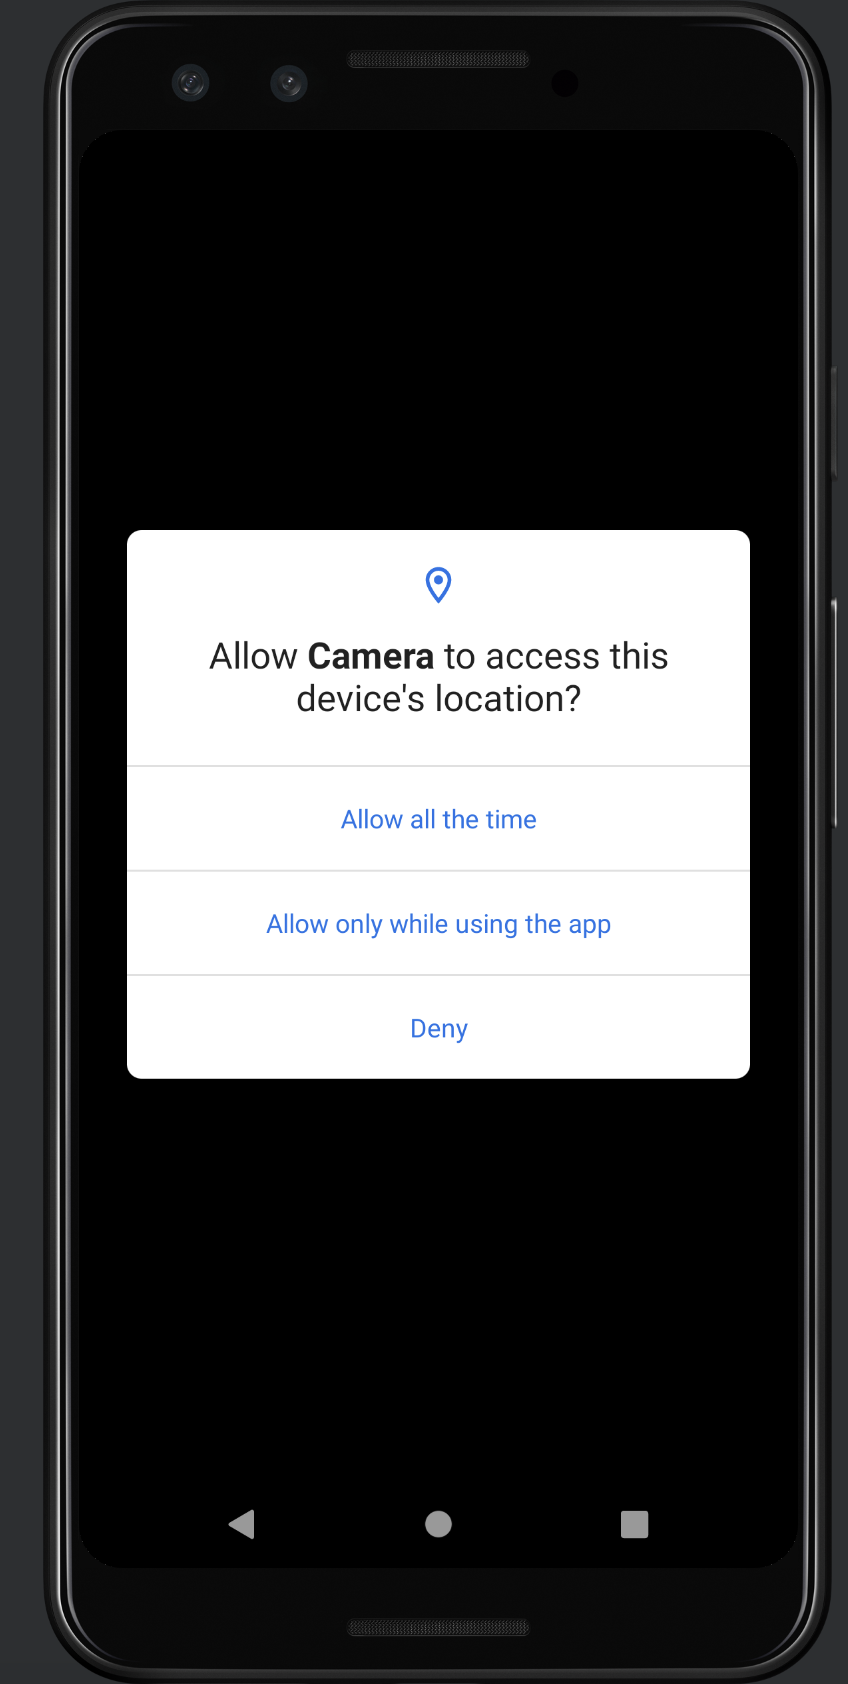 Allow Camera to access this
device's location?
Allow all the time
Allow only while using the app
Deny